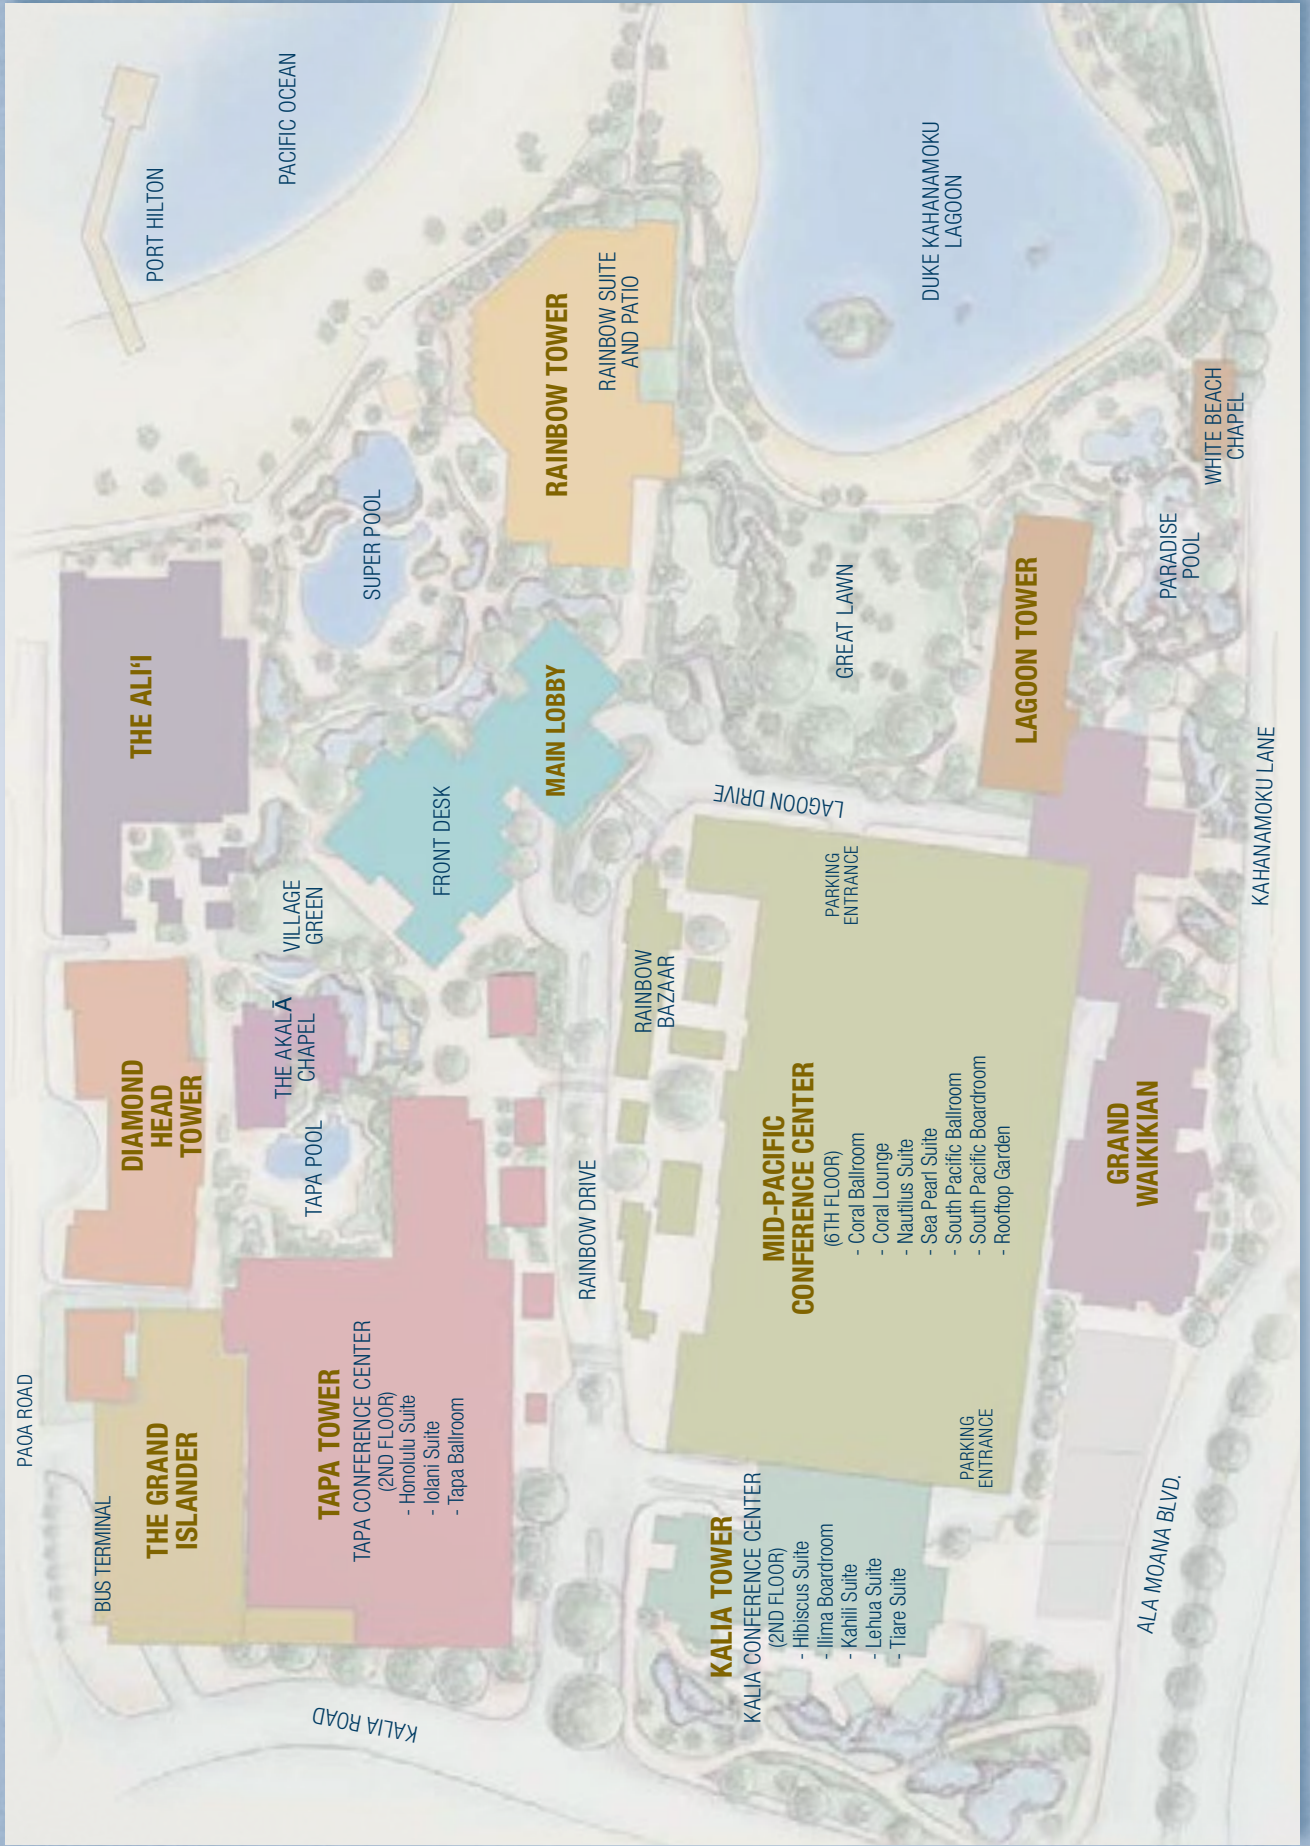 PORT HILTON
PACIFIC OCEAN
DUKE KAHANAMOKU
LAGOON
RAINBOW TOWER
RAINBOW SUITE
AND PATIO
WHITE BEACH
CHAPEL
SUPER POOL
PARADISE
POOL
GREAT LAWN
LAGOON TOWER
THE ALI‘I
MAIN LOBBY
FRONT DESK
LAGOON DRIVE
KAHANAMOKU LANE
PARKING
ENTRANCE
VILLAGE
GREEN
RAINBOW
BAZAAR
THE AKALĀ
CHAPEL
DIAMOND
HEAD
TOWER
TAPA POOL
RAINBOW DRIVE
MID-PACIFIC
CONFERENCE CENTER
(6TH FLOOR)
- Coral Ballroom
- Coral Lounge
- Nautilus Suite
- Sea Pearl Suite
- South Pacific Ballroom
- South Pacific Boardroom
- Rooftop Garden
GRAND
WAIKIKIAN
PAOA ROAD
BUS TERMINAL
THE GRAND
ISLANDER
TAPA TOWER
TAPA CONFERENCE CENTER
(2ND FLOOR)
- Honolulu Suite
- Iolani Suite
- Tapa Ballroom
PARKING
ENTRANCE
KALIA TOWER
KALIA CONFERENCE CENTER
(2ND FLOOR)
- Hibiscus Suite
- Ilima Boardroom
- Kahili Suite
- Lehua Suite
- Tiare Suite
ALA MOANA BLVD.
KALIA ROAD